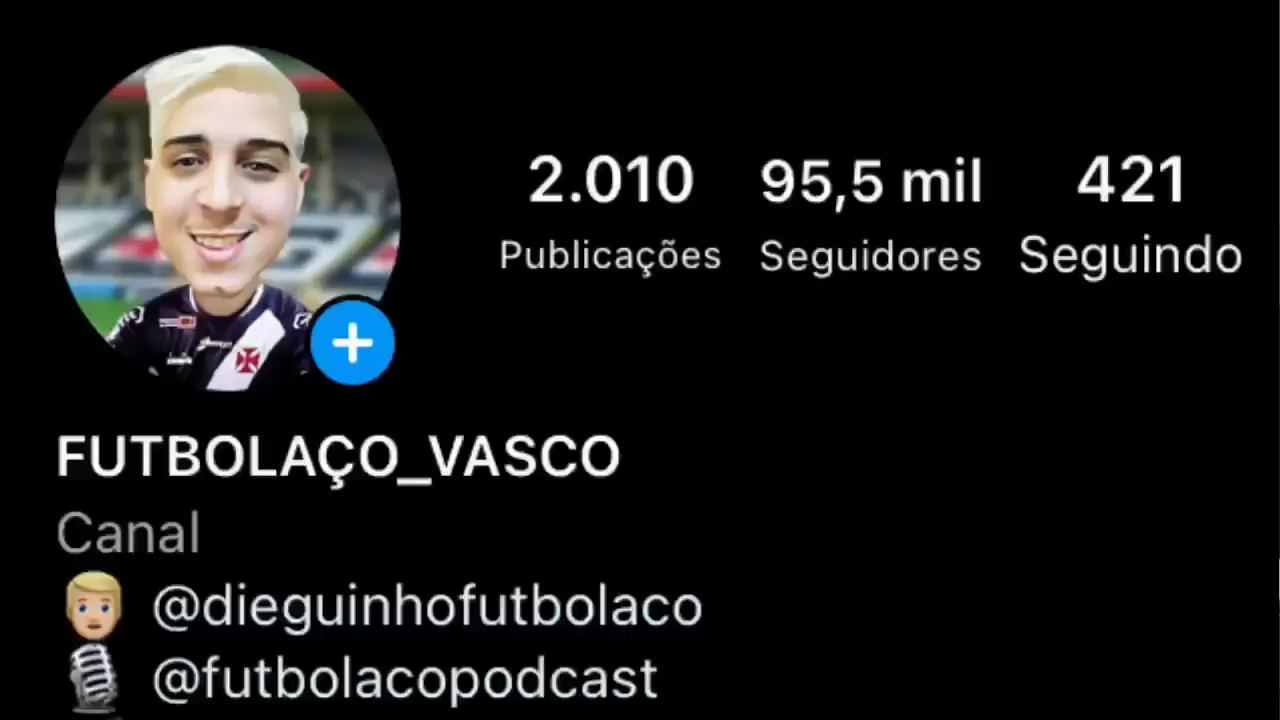 2.010 95,5 mil 421
Publicações Seguidores Seguindo
FUTBOLAÇO_VASCO
Canal
@dieguinhofutbolaco
@futbolacopodcast